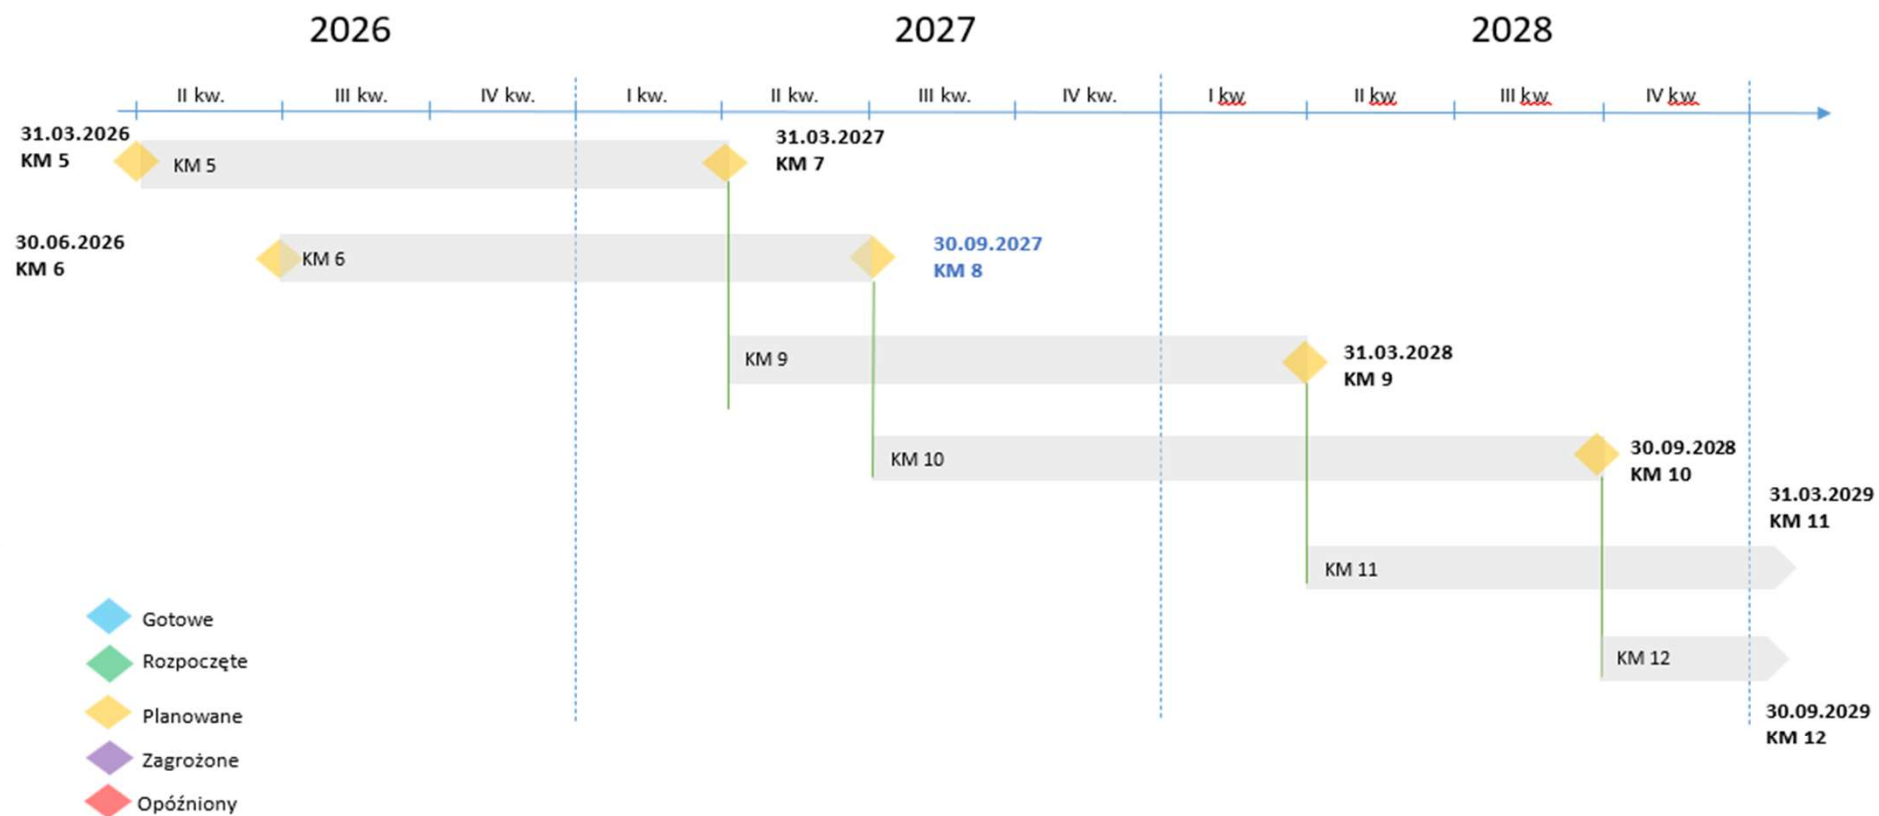 2026
2027
2028
II kw.
III kw.
IV kw.
I kw.
II kw.
III kw.
IV kw.
I kw
II kw
III kw
IV kw
31.03.2026
KM 5
KM 5
31.03.2027
KM 7
30.06.2026
KM 6
KM 6
30.09.2027
KM 8
KM 9
31.03.2028
KM 9
KM 10
30.09.2028
KM 10
31.03.2029
KM 11
KM 11
KM 12
30.09.2029
KM 12
Gotowe
Rozpoczęte
Planowane
Zagrożone
Opóźniony